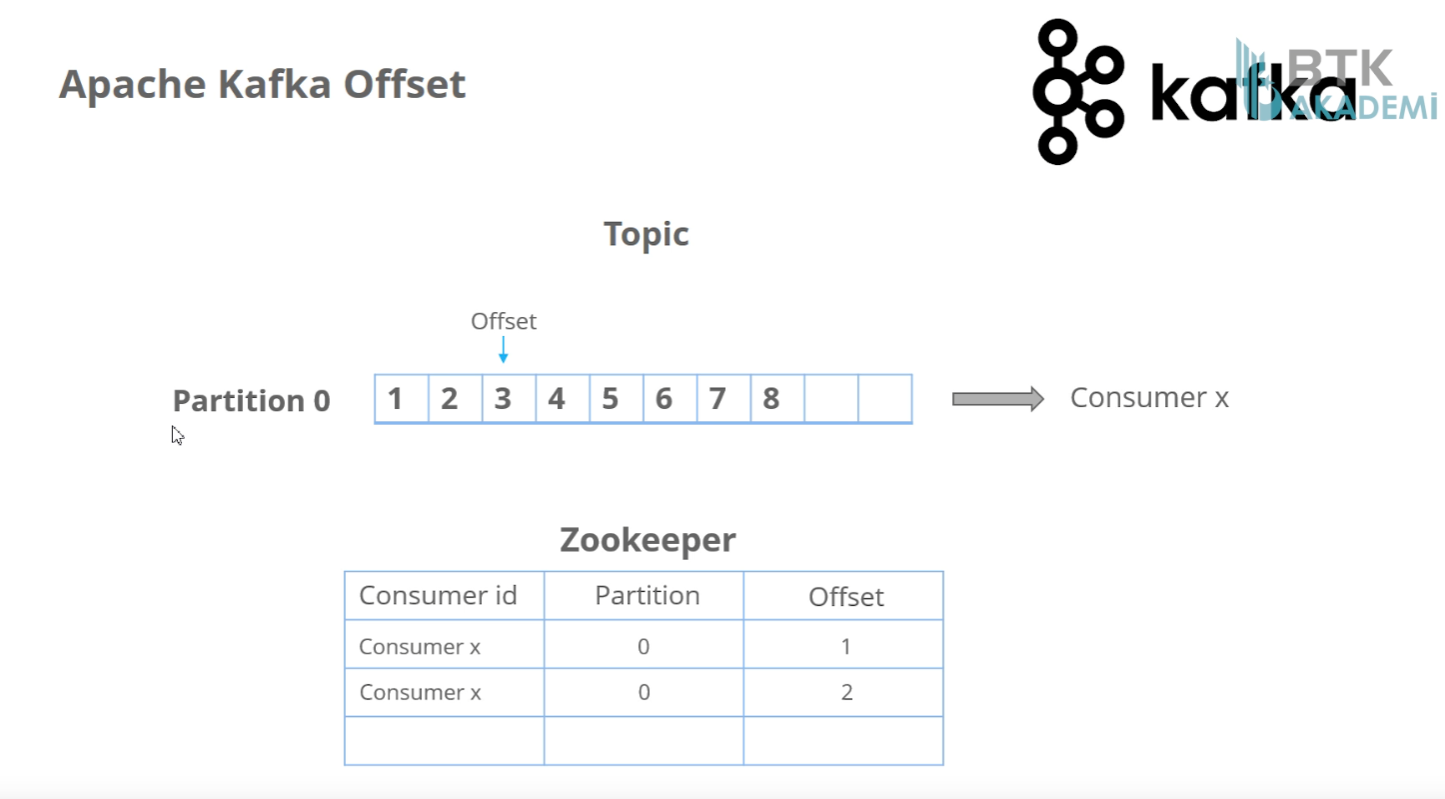 Apache Kafka Offset
kafka
BTK
AKADEMİ
Topic
Offset
Partition 0 1 2 3 4 5 6 7 8 Consumer x
Zookeeper
Consumer id Partition Offset
Consumer x 0 1
Consumer x 0 2